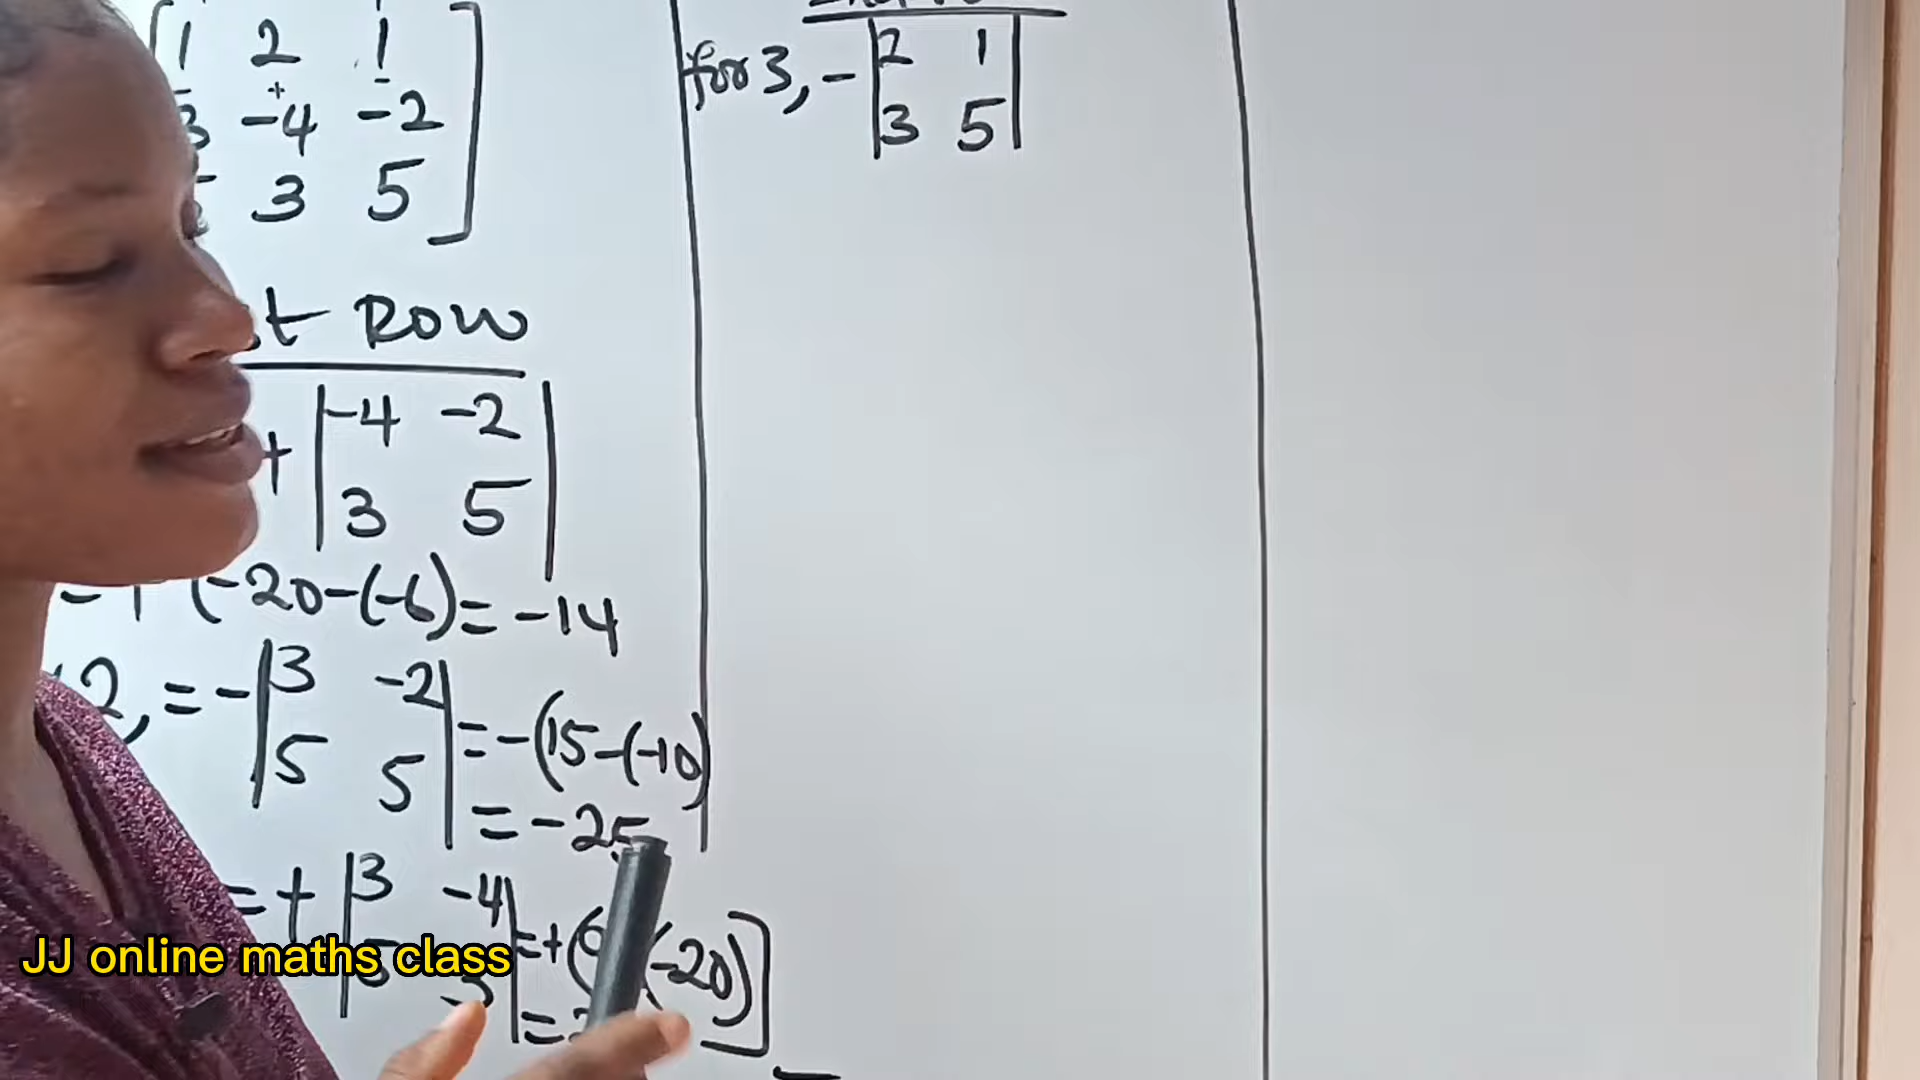 1 2 1
3 -4 -2
3 5
Row
+ |-4 -2|
|3 5|
(-20-(-6) = -14
2, = - |3 -2| = -(15-(-10)
|5 5|
= -25
= + |3 -4| = +( (-20)
=
for 3, - |2 1|
|3 5|
JJ online maths class